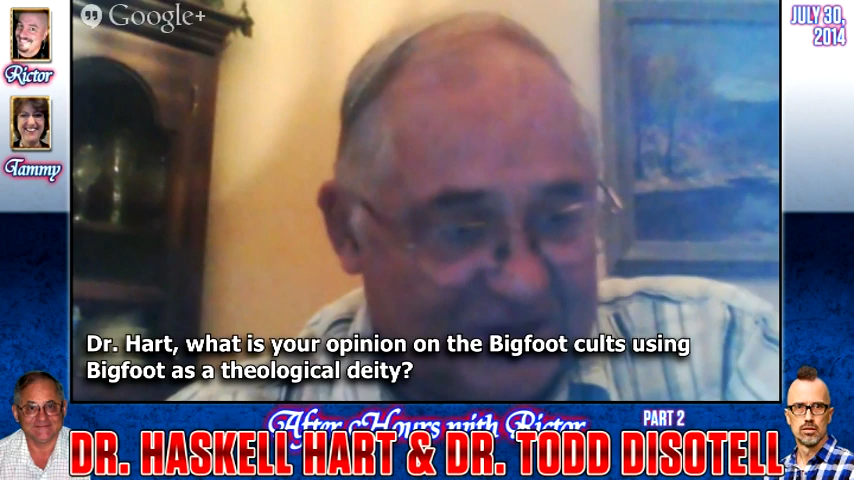 Google+
JULY 30,
2014
Rictor
Tammy
Dr. Hart, what is your opinion on the Bigfoot cults using
Bigfoot as a theological deity?
After Hours with Rictor
PART 2
DR. HASKELL HART & DR. TODD DISOTELL